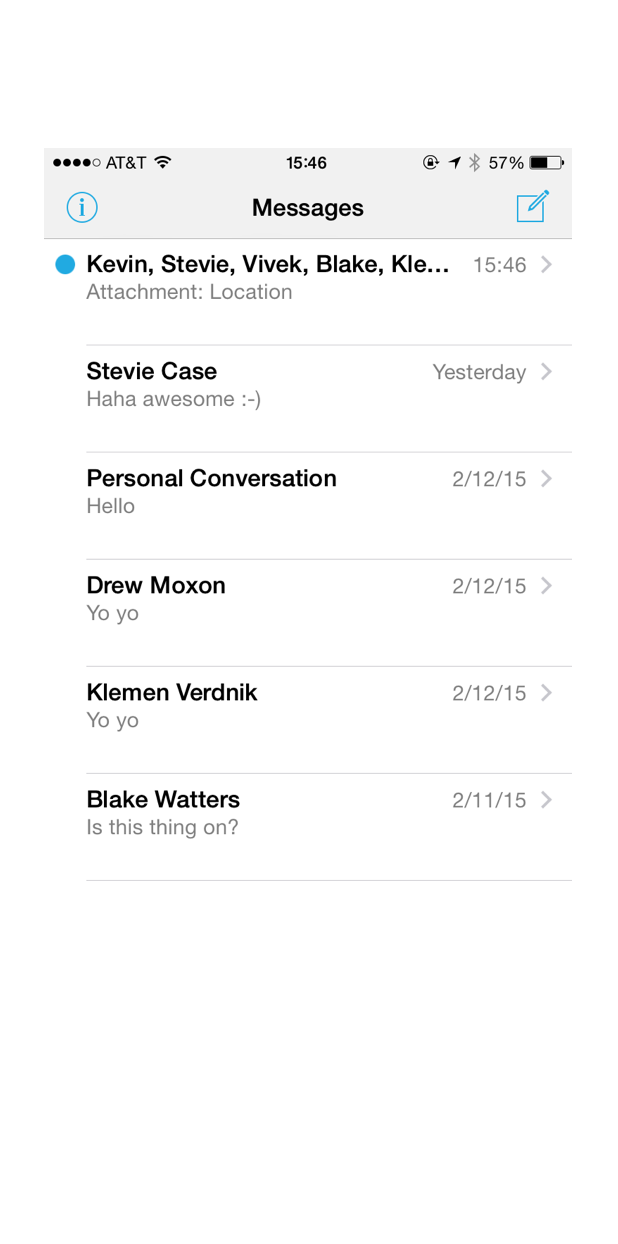 AT&T 15:46 57%
Messages
Kevin, Stevie, Vivek, Blake, Kle... 15:46
Attachment: Location
Stevie Case Yesterday
Haha awesome :-)
Personal Conversation 2/12/15
Hello
Drew Moxon 2/12/15
Yo yo
Klemen Verdnik 2/12/15
Yo yo
Blake Watters 2/11/15
Is this thing on?